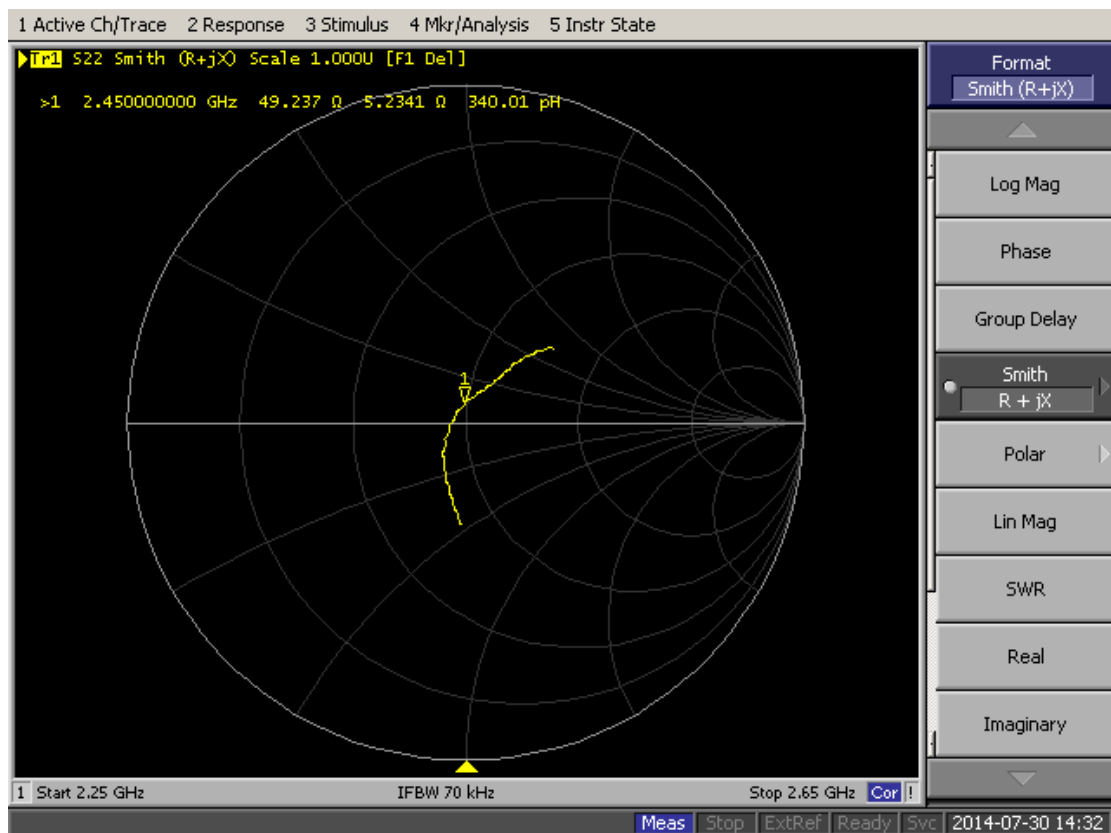 1 Active Ch/Trace 2 Response 3 Stimulus 4 Mkr/Analysis 5 Instr State
Tr1 S22 Smith (R+jX) Scale 1.000U [F1 Del]
>1 2.450000000 GHz 49.237 Ω 5.2341 Ω 340.01 pH
1
Format
Smith (R+jX)
Log Mag
Phase
Group Delay
Smith
R + jX
Polar
Lin Mag
SWR
Real
Imaginary
1 Start 2.25 GHz IFBW 70 kHz Stop 2.65 GHz Cor !
Meas Stop ExtRef Ready Svc 2014-07-30 14:32